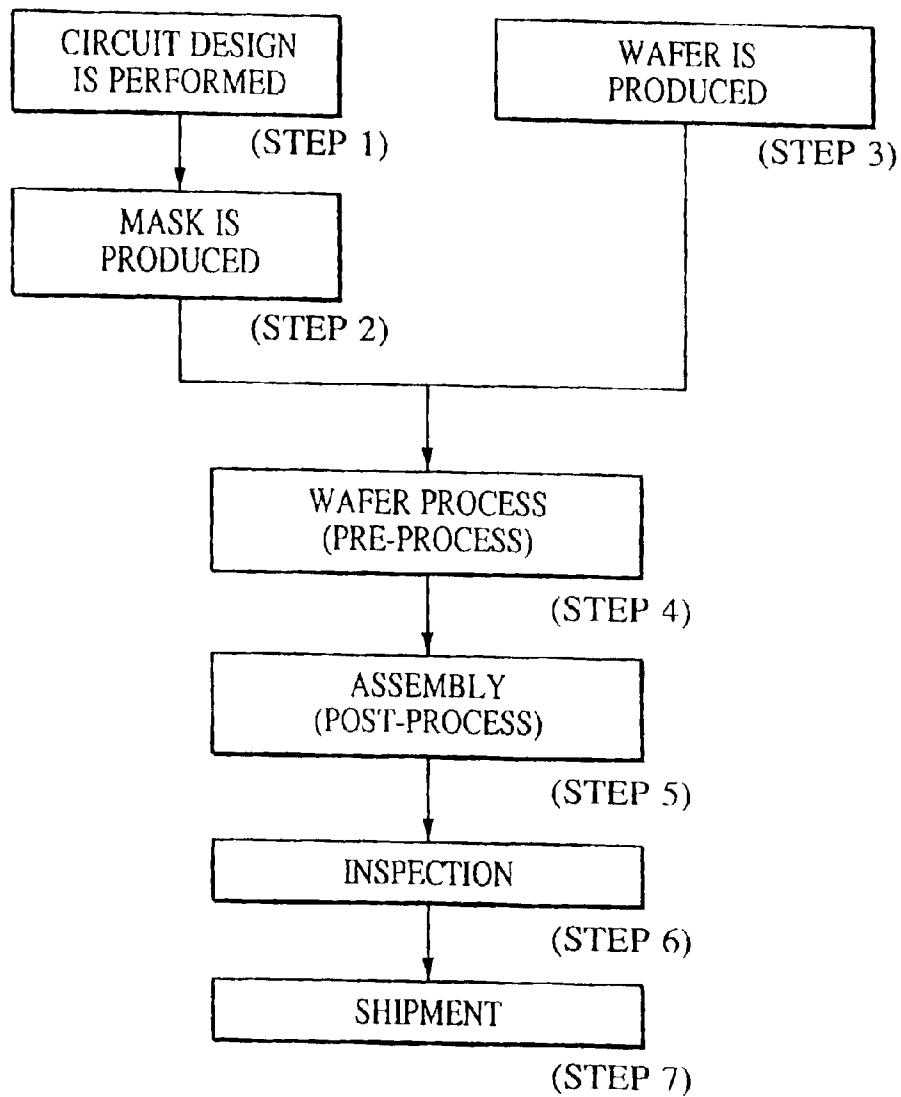 CIRCUIT DESIGN
IS PERFORMED
(STEP 1)
MASK IS
PRODUCED
(STEP 2)
WAFER IS
PRODUCED
(STEP 3)
WAFER PROCESS
(PRE-PROCESS)
(STEP 4)
ASSEMBLY
(POST-PROCESS)
(STEP 5)
INSPECTION
(STEP 6)
SHIPMENT
(STEP 7)